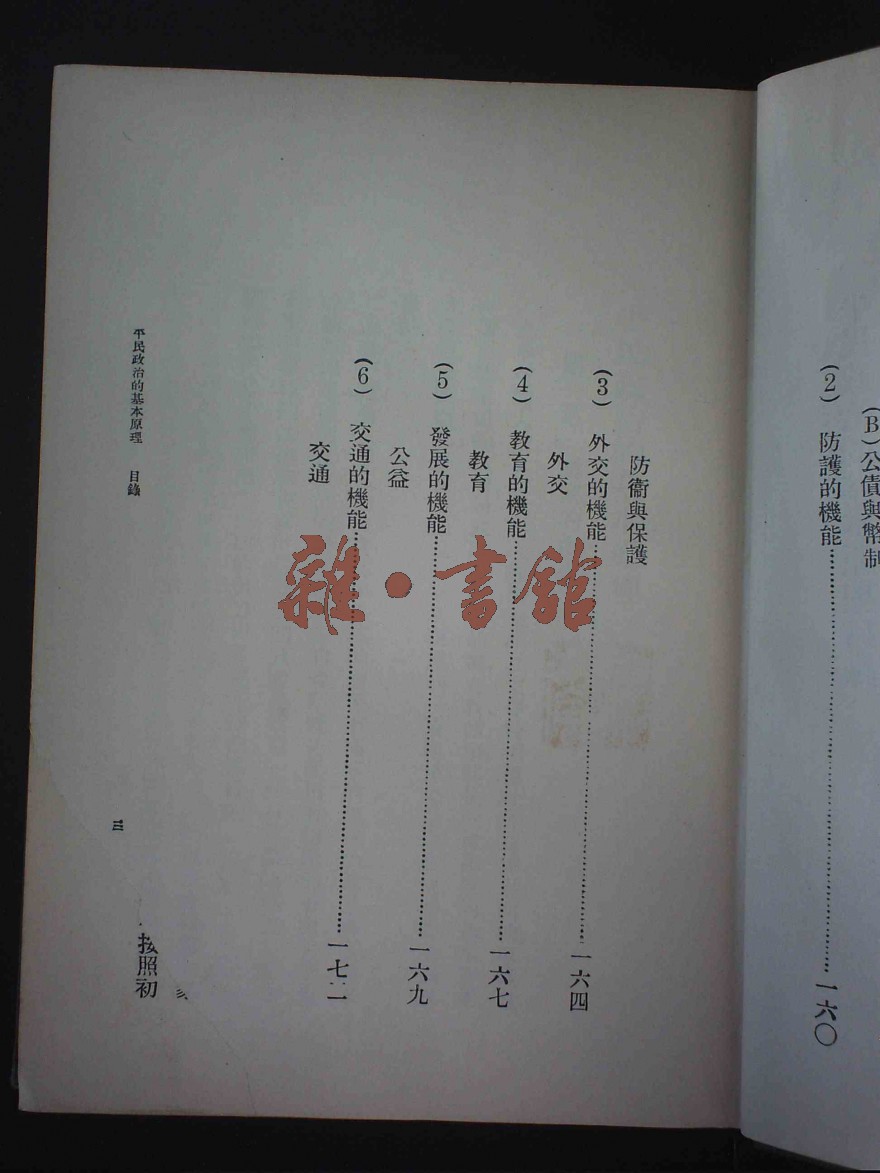 (B)公債與幣制
(2) 防護的機能……一六〇
防衞與保護
(3) 外交的機能……一六四
外交
(4) 教育的機能……一六七
教育
(5) 發展的機能……一六九
公益
(6) 交通的機能……一七二
交通
平民政治的基本原理 目錄
三
按照初
雜·書館